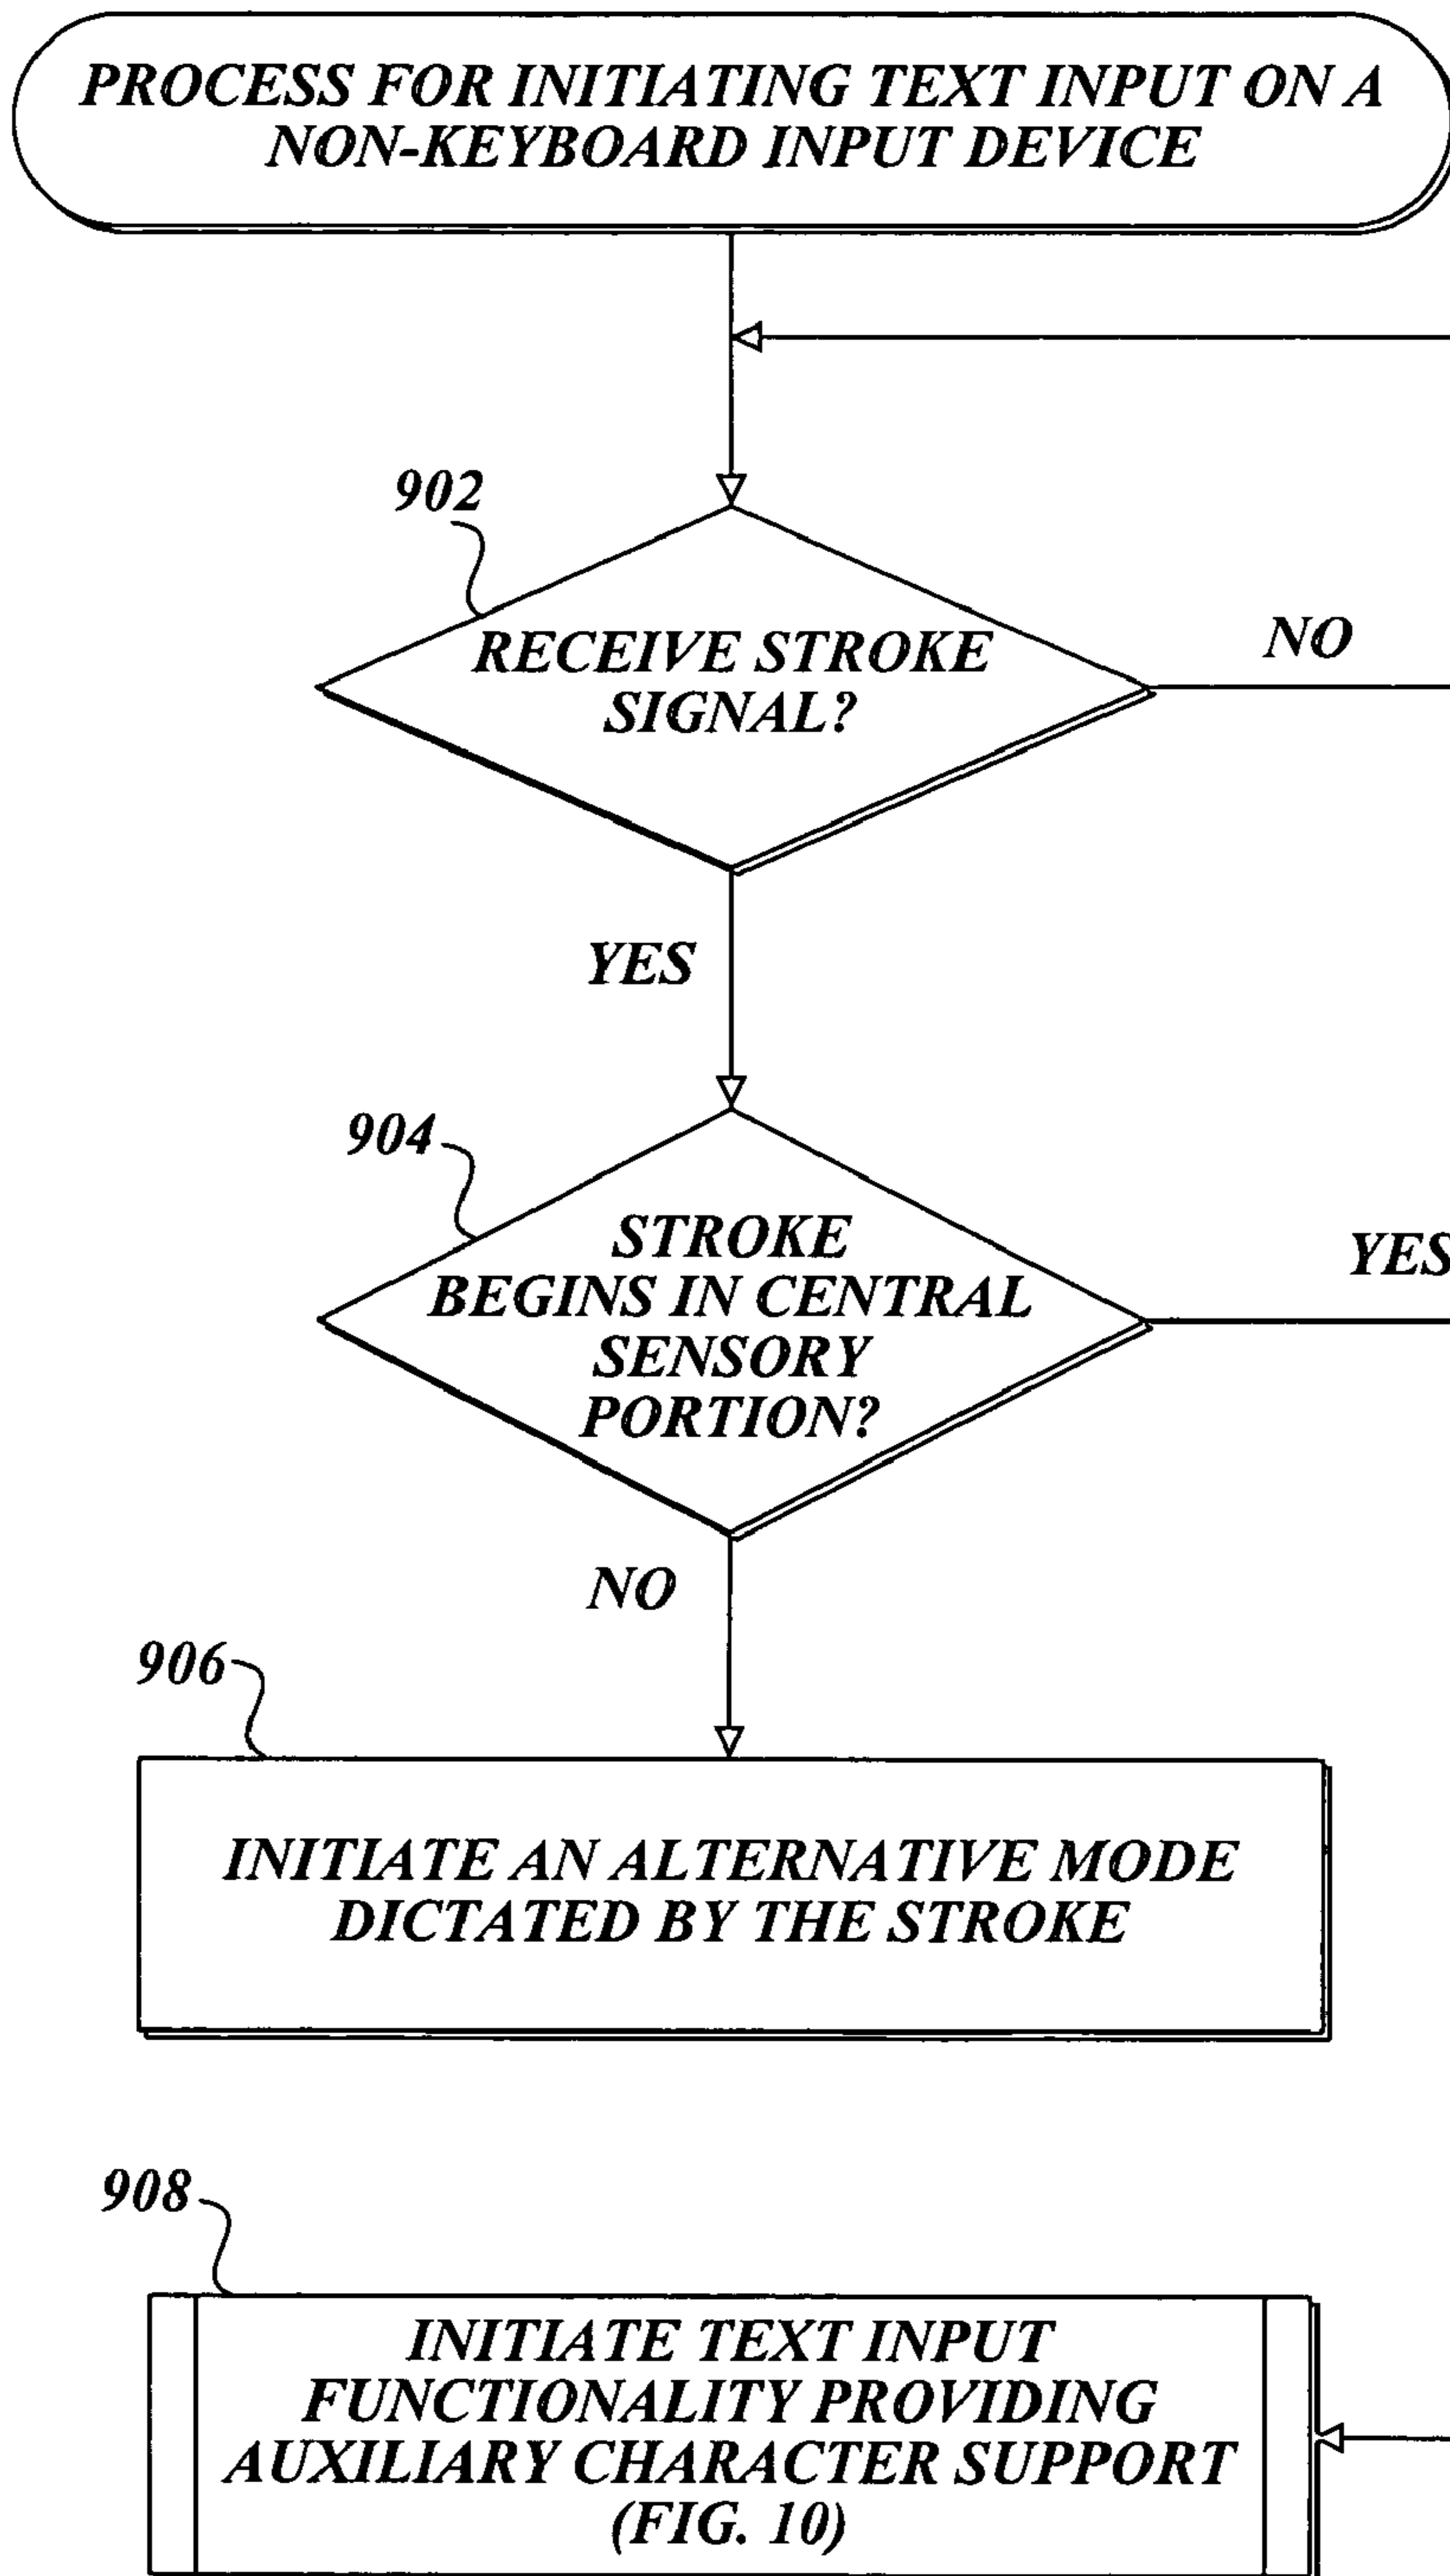 PROCESS FOR INITIATING TEXT INPUT ON A
NON-KEYBOARD INPUT DEVICE
902
RECEIVE STROKE
SIGNAL?
NO
YES
904
STROKE
BEGINS IN CENTRAL
SENSORY
PORTION?
YES
NO
906
INITIATE AN ALTERNATIVE MODE
DICTATED BY THE STROKE
908
INITIATE TEXT INPUT
FUNCTIONALITY PROVIDING
AUXILIARY CHARACTER SUPPORT
(FIG. 10)